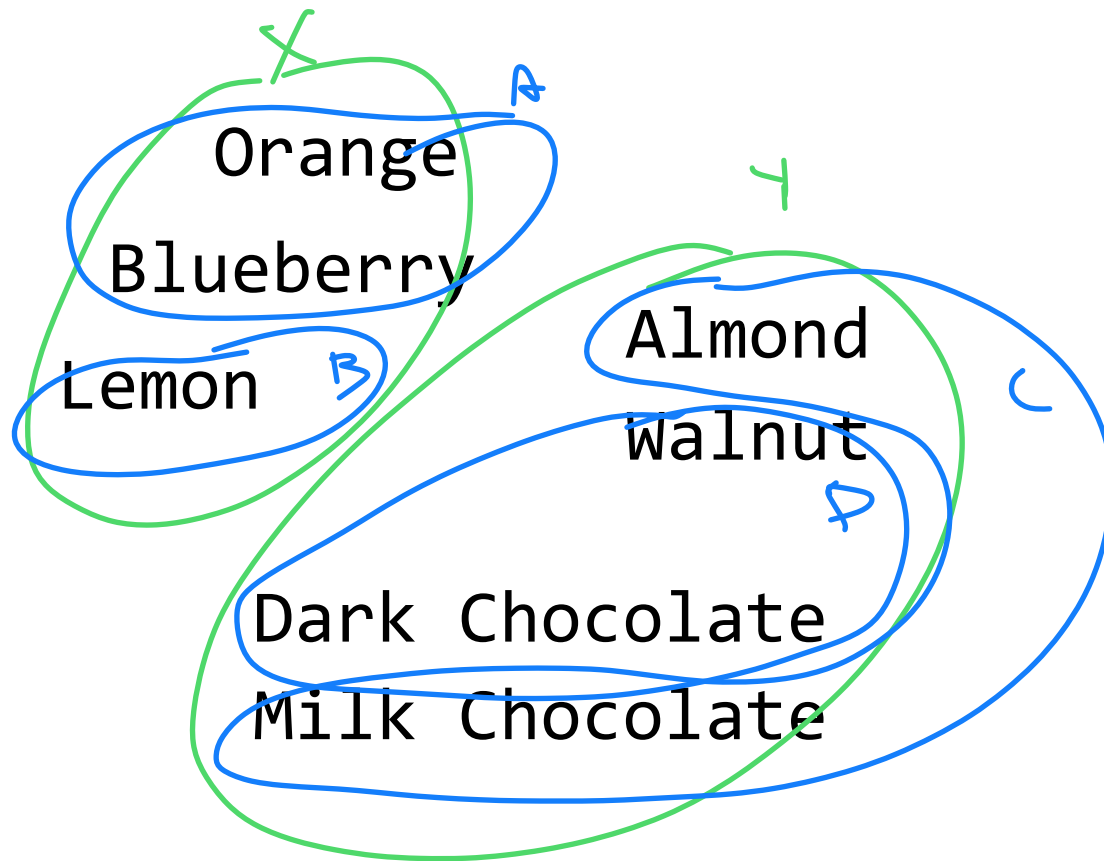 X
A
Orange
Y
Blueberry
Almond
Lemon
B
C
Walnut
D
Dark Chocolate
Milk Chocolate